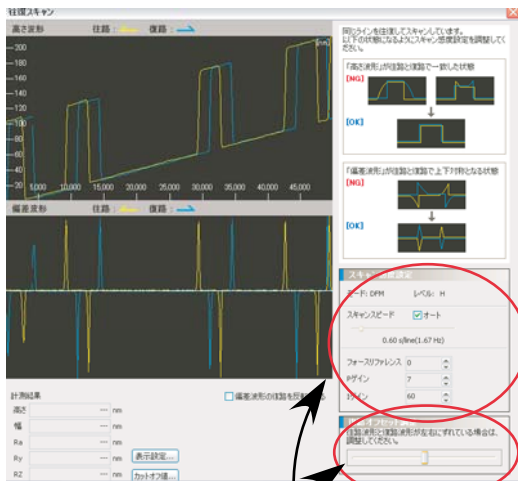 往復スキャン
高さ波形 往路: 復路:
[nm]
200
180
160
140
120
100
80
60
40
20
5,000 10,000 15,000 20,000 25,000 30,000 35,000 40,000 45,000
偏差波形 往路: 復路:
計測結果
偏差波形の往路を反転する
高さ --- nm
幅 --- nm
Ra --- nm
Ry --- nm
RZ --- nm
表示設定...
カットオフ値...
同じラインを往復してスキャンしています。
以下の状態になるようにスキャン感度設定を調整してください。
「高さ波形」が往路と復路で一致した状態
[NG]
[OK]
「偏差波形」が往路と復路で上下対称となる状態
[NG]
[OK]
スキャン感度設定
モード: DFM レベル: H
スキャンスピード オート
0.60 s/line(1.67 Hz)
フォースリファレンス 0
Pゲイン 7
Iゲイン 60
オフセット
往路波形と復路波形が左右にずれている場合は、
調整してください。